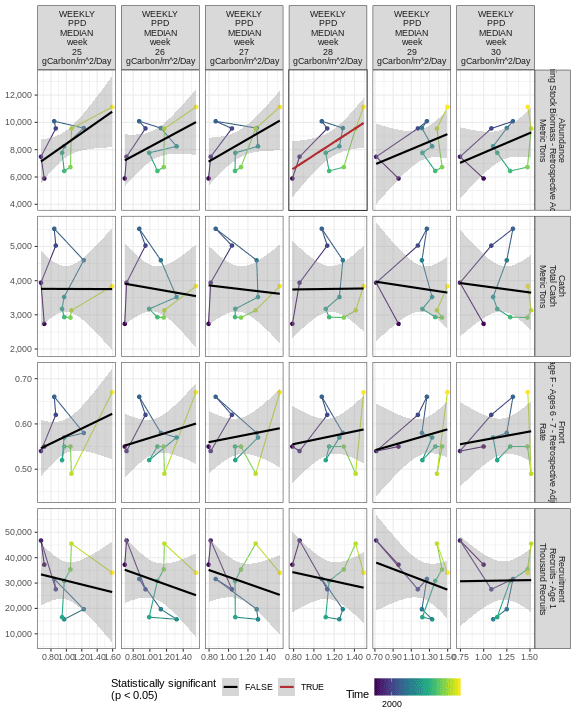 WEEKLY WEEKLY WEEKLY WEEKLY WEEKLY WEEKLY
PPD PPD PPD PPD PPD PPD
MEDIAN MEDIAN MEDIAN MEDIAN MEDIAN MEDIAN
week week week week week week
25 26 27 28 29 30
gCarbon/m^2/Day gCarbon/m^2/Day gCarbon/m^2/Day gCarbon/m^2/Day gCarbon/m^2/Day gCarbon/m^2/Day
12,000
10,000
8,000
6,000
4,000
Abundance
Stock Biomass - Retrospective
Metric Tons
5,000
4,000
3,000
2,000
Catch
Total Catch
Metric Tons
0.70
0.60
0.50
Fmort
F - Ages 6 - 7 - Retrospective
Rate
50,000
40,000
30,000
20,000
10,000
Recruitment
Recruits - Age 1
Thousand Recruits
0.80 1.00 1.20 1.40 1.60 0.80 1.00 1.20 1.40 0.80 1.00 1.20 1.40 0.80 1.00 1.20 1.40 0.70 0.90 1.10 1.30 1.50 0.75 1.00 1.25 1.50
Statistically significant
(p < 0.05)
FALSE TRUE
Time
2000